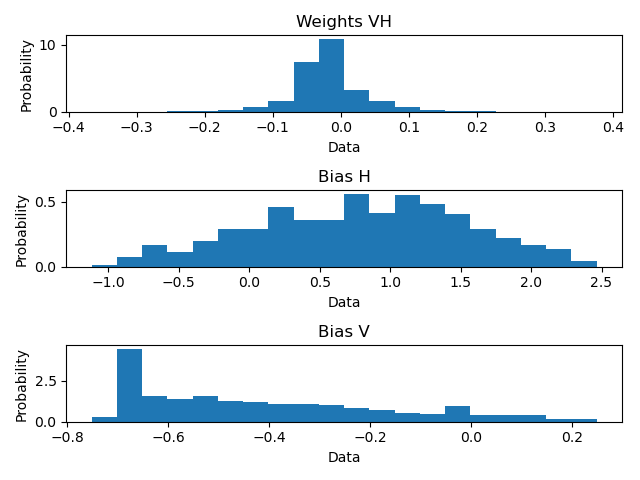 Weights VH
Probability
10
0
−0.4 −0.3 −0.2 −0.1 0.0 0.1 0.2 0.3 0.4
Data
Bias H
Probability
0.5
0.0
−1.0 −0.5 0.0 0.5 1.0 1.5 2.0 2.5
Data
Bias V
Probability
2.5
0.0
−0.8 −0.6 −0.4 −0.2 0.0 0.2
Data